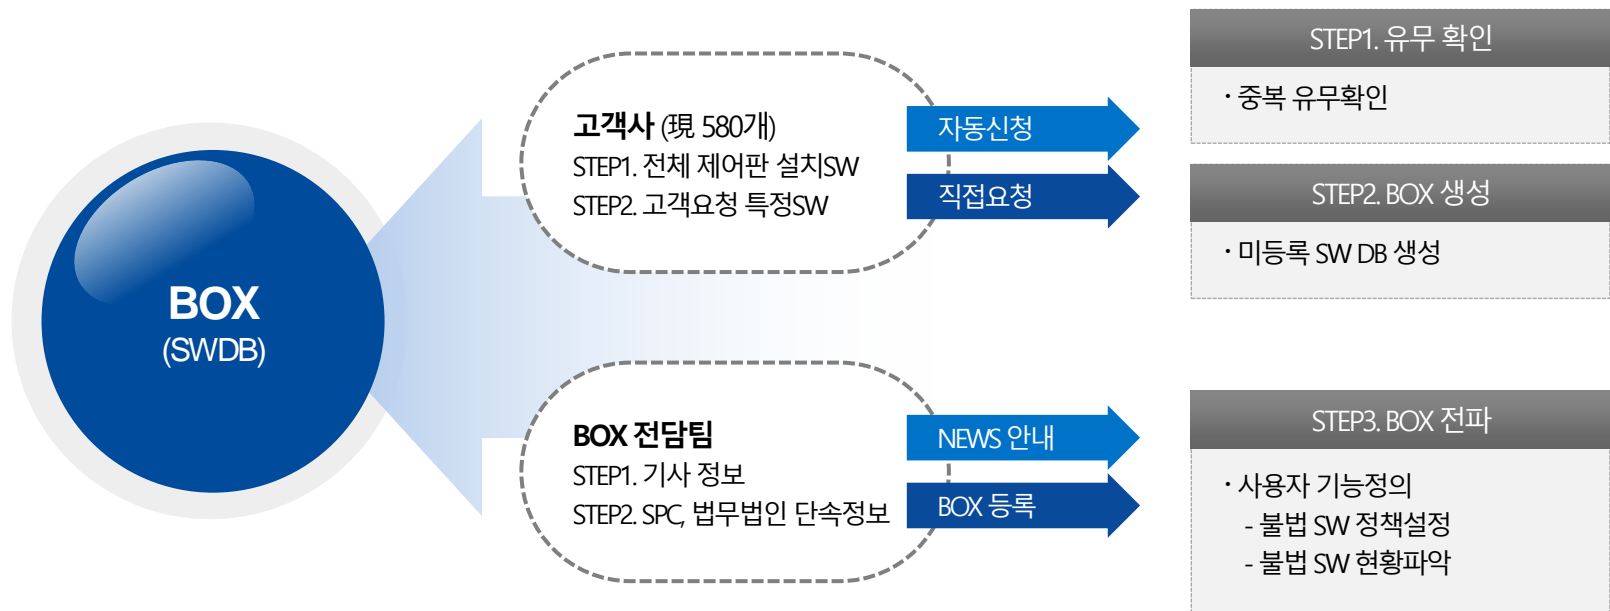 BOX
(SWDB)
고객사 (現 580개)
STEP1. 전체 제어판 설치SW
STEP2. 고객요청 특정SW
자동신청
직접요청
BOX 전담팀
STEP1. 기사 정보
STEP2. SPC, 법무법인 단속정보
NEWS 안내
BOX 등록
STEP1. 유무 확인
· 중복 유무확인
STEP2. BOX 생성
· 미등록 SW DB 생성
STEP3. BOX 전파
· 사용자 기능정의
- 불법 SW 정책설정
- 불법 SW 현황파악